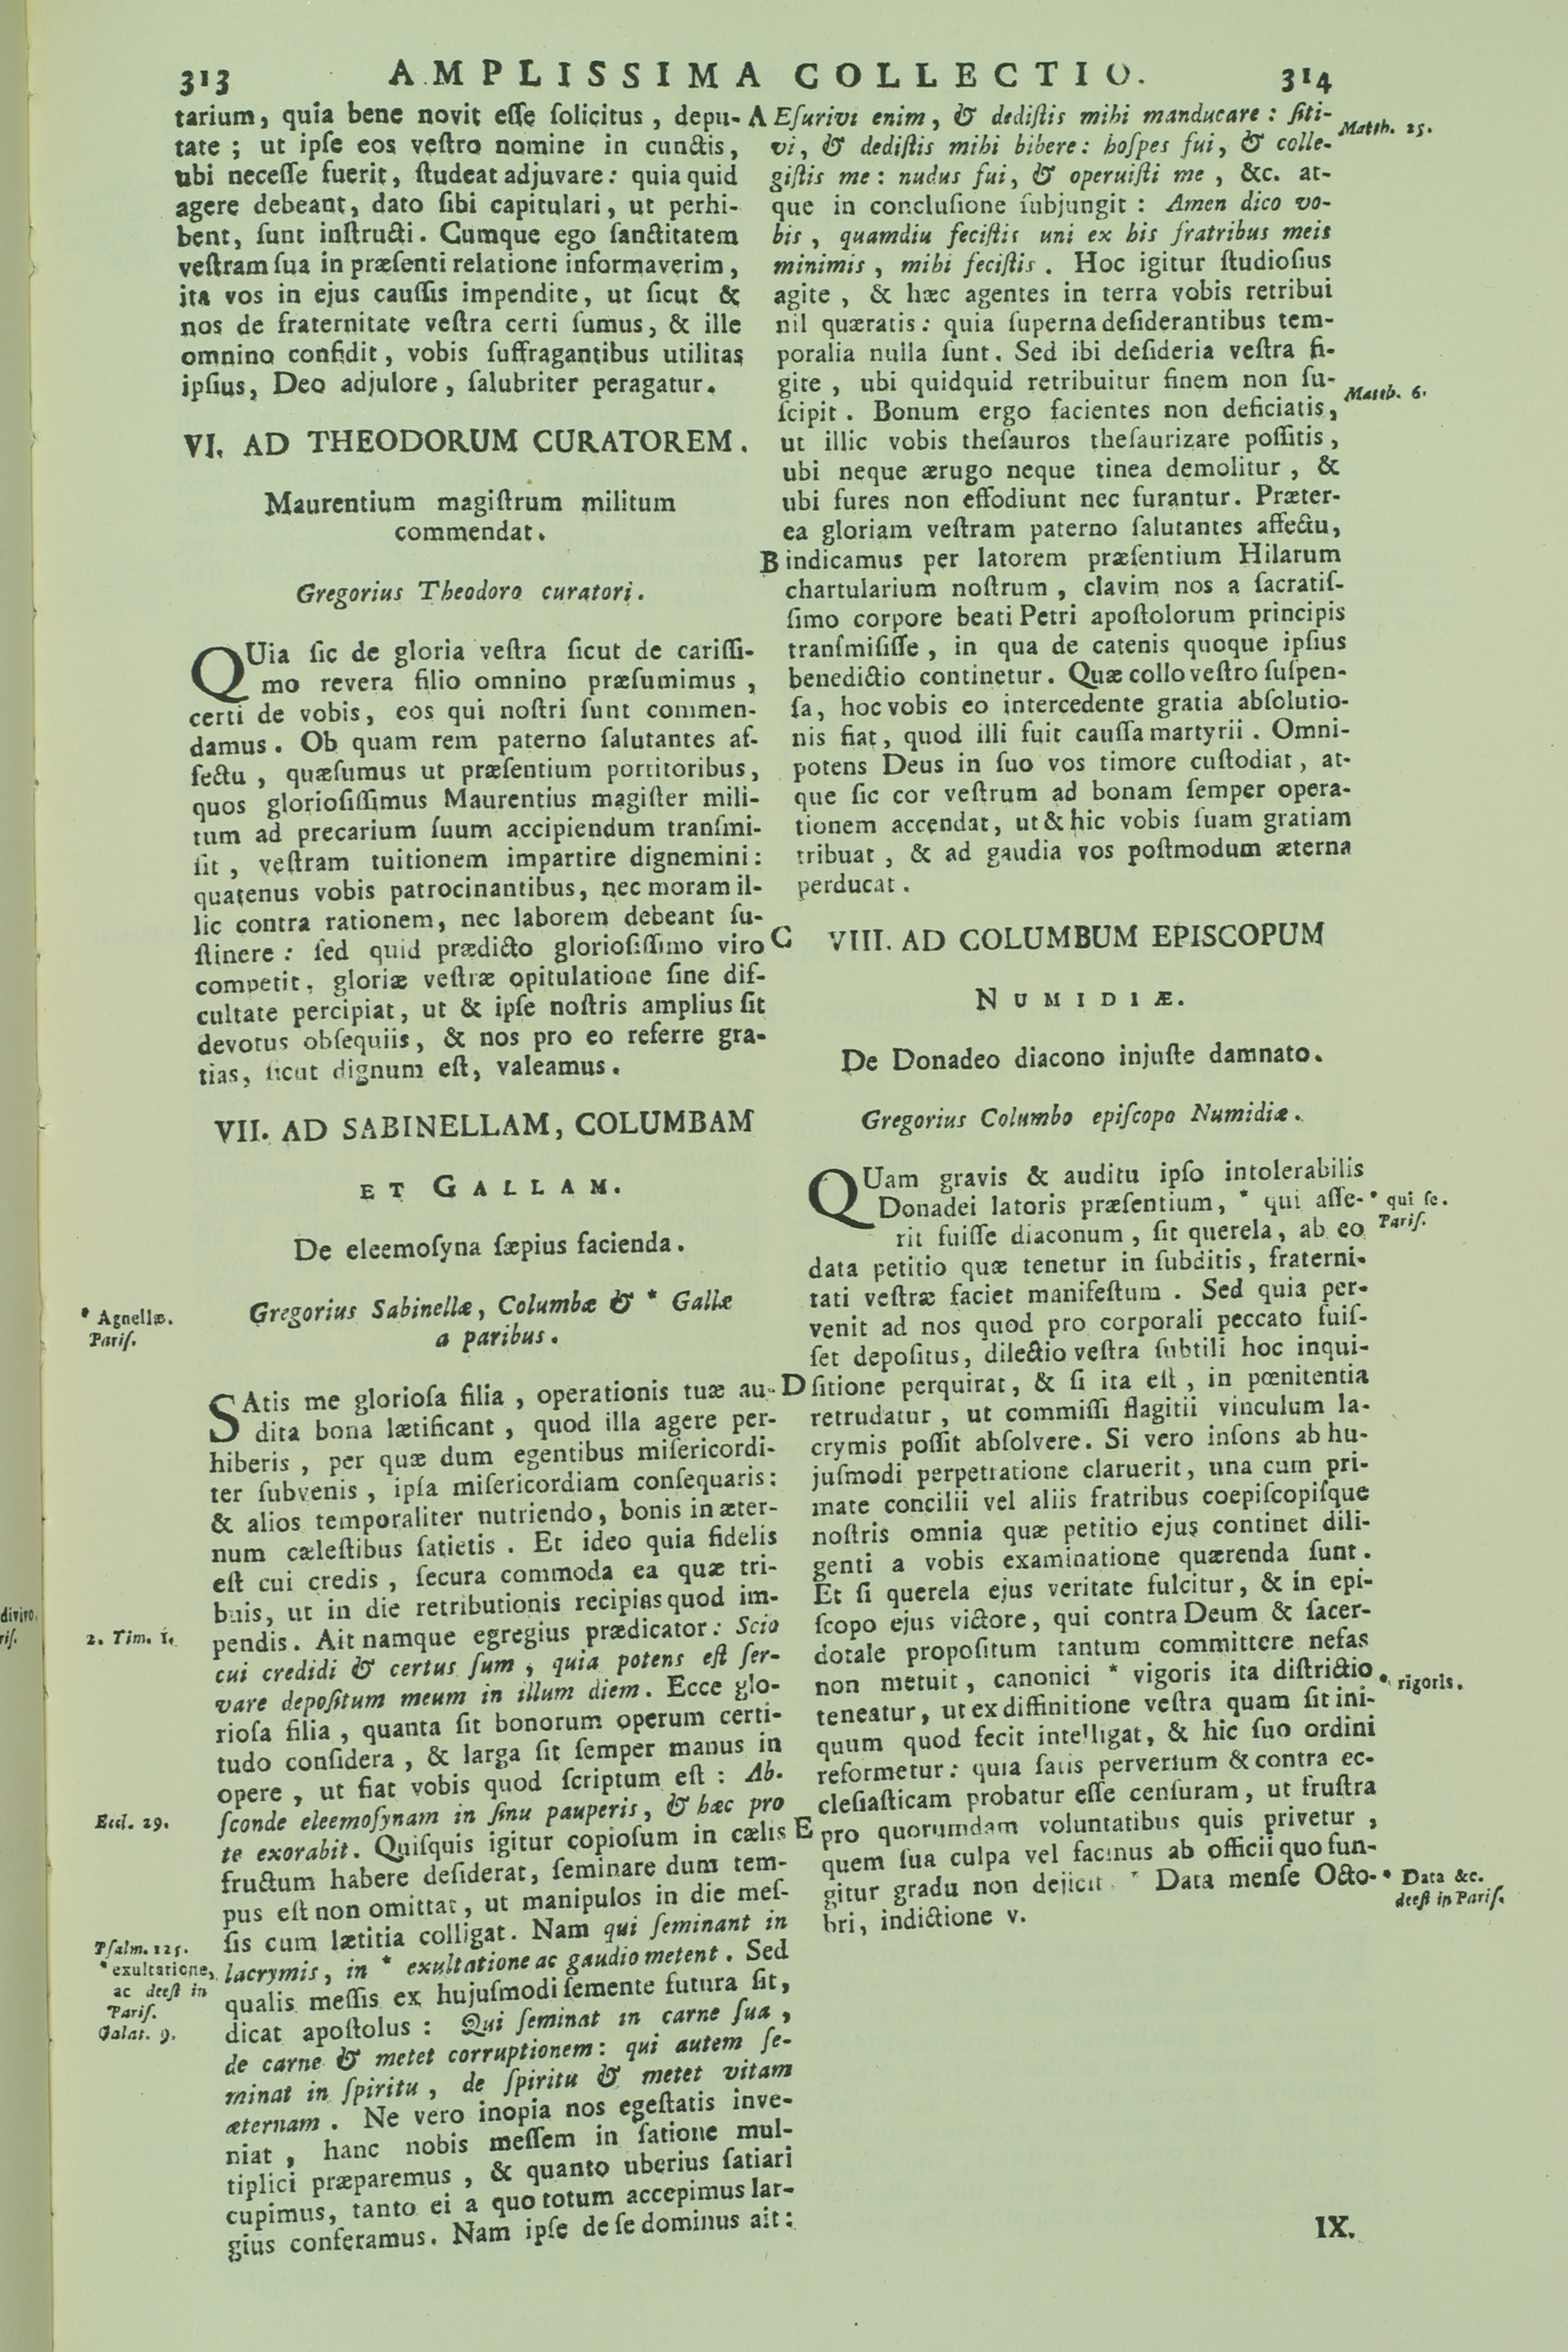 313 AMPLISSIMA COLLECTIO. 314
tarium, quia bene novit eſſe ſolicitus, depu-
tate; ut ipſe eos veſtro nomine in cunctis,
ubi neceſſe fuerit, ſtudeat adjuvare: quia quid
agere debeant, dato ſibi capitulari, ut perhi-
bent, ſunt inſtructi. Cumque ego ſanctitatem
veſtram ſua in præſenti relatione informaverim,
ita vos in ejus cauſſis impendite, ut ſicut &
nos de fraternitate veſtra certi ſumus, & ille
omnino confidit, vobis ſuffragantibus utilitas
ipſius, Deo adjulore, ſalubriter peragatur.
VI. AD THEODORUM CURATOREM.
Maurentium magiſtrum militum
commendat.
Gregorius Theodoro curatori.
QUia ſic de gloria veſtra ſicut de cariſſi-
mo revera filio omnino præſumimus,
certi de vobis, eos qui noſtri ſunt commen-
damus. Ob quam rem paterno ſalutantes af-
fectu, quæſumus ut præſentium portitoribus,
quos glorioſiſſimus Maurentius magiſter mili-
tum ad precarium ſuum accipiendum tranſmi-
ſit, veſtram tuitionem impartire dignemini:
quatenus vobis patrocinantibus, nec moram il-
lic contra rationem, nec laborem debeant ſu-
ſtinere: ſed quid prædicto glorioſiſſimo viro
competit, gloriæ veſtræ opitulatione ſine dif-
cultate percipiat, ut & ipſe noſtris amplius ſit
devotus obſequiis, & nos pro eo referre gra-
tias, ſicut dignum eſt, valeamus.
VII. AD SABINELLAM, COLUMBAM
ET GALLAM.
De eleemoſyna ſæpius facienda.
* Agnellæ.
Pariſ.
Gregorius Sabinellæ, Columbæ & * Gallæ
a paribus.
SAtis me glorioſa filia, operationis tuæ au-
dita bona lætificant, quod illa agere per-
hiberis, per quæ dum egentibus miſericordi-
ter ſubvenis, ipſa miſericordiam conſequaris:
& alios temporaliter nutriendo, bonis in æter-
num cæleſtibus ſatietis. Et ideo quia fidelis
eſt cui credis, ſecura commoda ea quæ tri-
buis, ut in die retributionis recipias quod im-
2. Tim. 1.
pendis. Ait namque egregius prædicator: Scio
cui credidi & certus ſum, quia potens eſt ſer-
vare depoſitum meum in illum diem. Ecce glo-
rioſa filia, quanta ſit bonorum operum certi-
tudo conſidera, & larga ſit ſemper manus in
opere, ut fiat vobis quod ſcriptum eſt: Ab-
Eccl. 29.
ſconde eleemoſynam in ſinu pauperis, & hæc pro
te exorabit. Quiſquis igitur copioſum in cælis
fructum habere deſiderat, ſeminare dum tem-
pus eſt non omittat, ut manipulos in die meſ-
ſis cum lætitia colligat. Nam qui ſeminant in
Pſalm. 125.
* exultatione,
ac deeſt in
Pariſ.
Galat. 9.
lacrymis, in * exultatione ac gaudio metent. Sed
qualis meſſis ex hujuſmodi ſemente futura ſit,
dicat apoſtolus: Qui ſeminat in carne ſua,
de carne & metet corruptionem: qui autem ſe-
minat in ſpiritu, de ſpiritu & metet vitam
æternam. Ne vero inopia nos egeſtatis inve-
niat, hanc nobis meſſem in ſatione mul-
tiplici præparemus, & quanto uberius ſatiari
cupimus, tanto ei a quo totum accepimus lar-
gius conferamus. Nam ipſe de ſe dominus ait:
A Eſurivi enim, & dediſtis mihi manducare: ſiti-
Matth. 25.
vi, & dediſtis mihi bibere: hoſpes fui, & colle-
giſtis me: nudus fui, & operuiſti me, &c. at-
que in concluſione ſubjungit: Amen dico vo-
bis, quamdiu feciſtis uni ex his fratribus meis
minimis, mihi feciſtis. Hoc igitur ſtudioſius
agite, & hæc agentes in terra vobis retribui
nil quæratis: quia ſuperna deſiderantibus tem-
poralia nulla ſunt. Sed ibi deſideria veſtra fi-
gite, ubi quidquid retribuitur finem non ſu-
Matth. 6.
ſcipit. Bonum ergo facientes non deficiatis,
ut illic vobis theſauros theſaurizare poſſitis,
ubi neque ærugo neque tinea demolitur, &
ubi fures non effodiunt nec furantur. Præter-
ea gloriam veſtram paterno ſalutantes affectu,
B indicamus per latorem præſentium Hilarum
chartularium noſtrum, clavim nos a ſacratiſ-
ſimo corpore beati Petri apoſtolorum principis
tranſmiſiſſe, in qua de catenis quoque ipſius
benedictio continetur. Quæ collo veſtro ſuſpen-
ſa, hoc vobis eo intercedente gratia abſolutio-
nis fiat, quod illi fuit cauſſa martyrii. Omni-
potens Deus in ſuo vos timore cuſtodiat, at-
que ſic cor veſtrum ad bonam ſemper opera-
tionem accendat, ut & hic vobis ſuam gratiam
tribuat, & ad gaudia vos poſtmodum æterna
perducat.
C VIII. AD COLUMBUM EPISCOPUM
NUMIDIÆ.
De Donadeo diacono injuſte damnato.
Gregorius Columbo epiſcopo Numidiæ.
QUam gravis & auditu ipſo intolerabilis
Donadei latoris præſentium, * qui aſſe-
* qui ſe.
Pariſ.
rit fuiſſe diaconum, ſit querela, ab eo
data petitio quæ tenetur in ſubditis, fraterni-
tati veſtræ faciet manifeſtum. Sed quia per-
venit ad nos quod pro corporali peccato fuiſ-
ſet depoſitus, dilectio veſtra ſubtili hoc inqui-
D ſitione perquirat, & ſi ita eſt, in pœnitentia
retrudatur, ut commiſſi flagitii vinculum la-
crymis poſſit abſolvere. Si vero inſons ab hu-
juſmodi perpetratione claruerit, una cum pri-
mate concilii vel aliis fratribus coepiſcopiſque
noſtris omnia quæ petitio ejus continet dili-
genti a vobis examinatione quærenda ſunt.
Et ſi querela ejus veritate fulcitur, & in epi-
ſcopo ejus victore, qui contra Deum & ſacer-
dotale propoſitum tantum committere nefas
non metuit, canonici * vigoris ita diſtrictio
* rigoris.
teneatur, ut ex diffinitione veſtra quam ſit ini-
quum quod fecit intelligat, & hic ſuo ordini
reformetur: quia ſatis perverſum & contra ec-
cleſiaſticam probatur eſſe cenſuram, ut fruſtra
E pro quorumdam voluntatibus quis privetur,
quem ſua culpa vel facinus ab officii quo fun-
gitur gradu non dejicit. * Data menſe Octo-
* Data &c.
deeſt in Pariſ.
bri, indictione v.
IX.